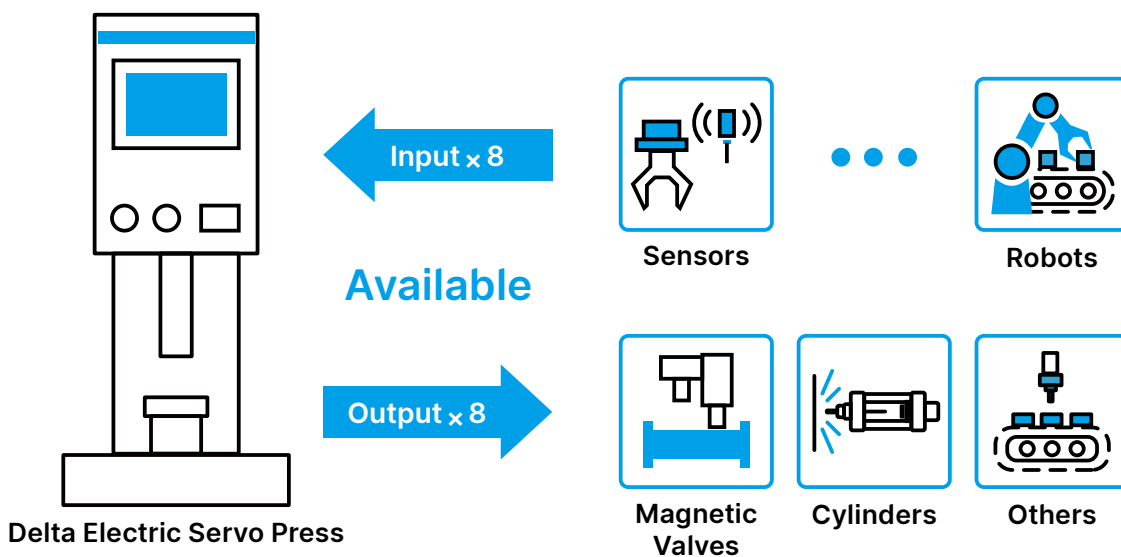 Input × 8
Sensors
Robots
Available
Output × 8
Magnetic
Valves
Cylinders
Others
Delta Electric Servo Press